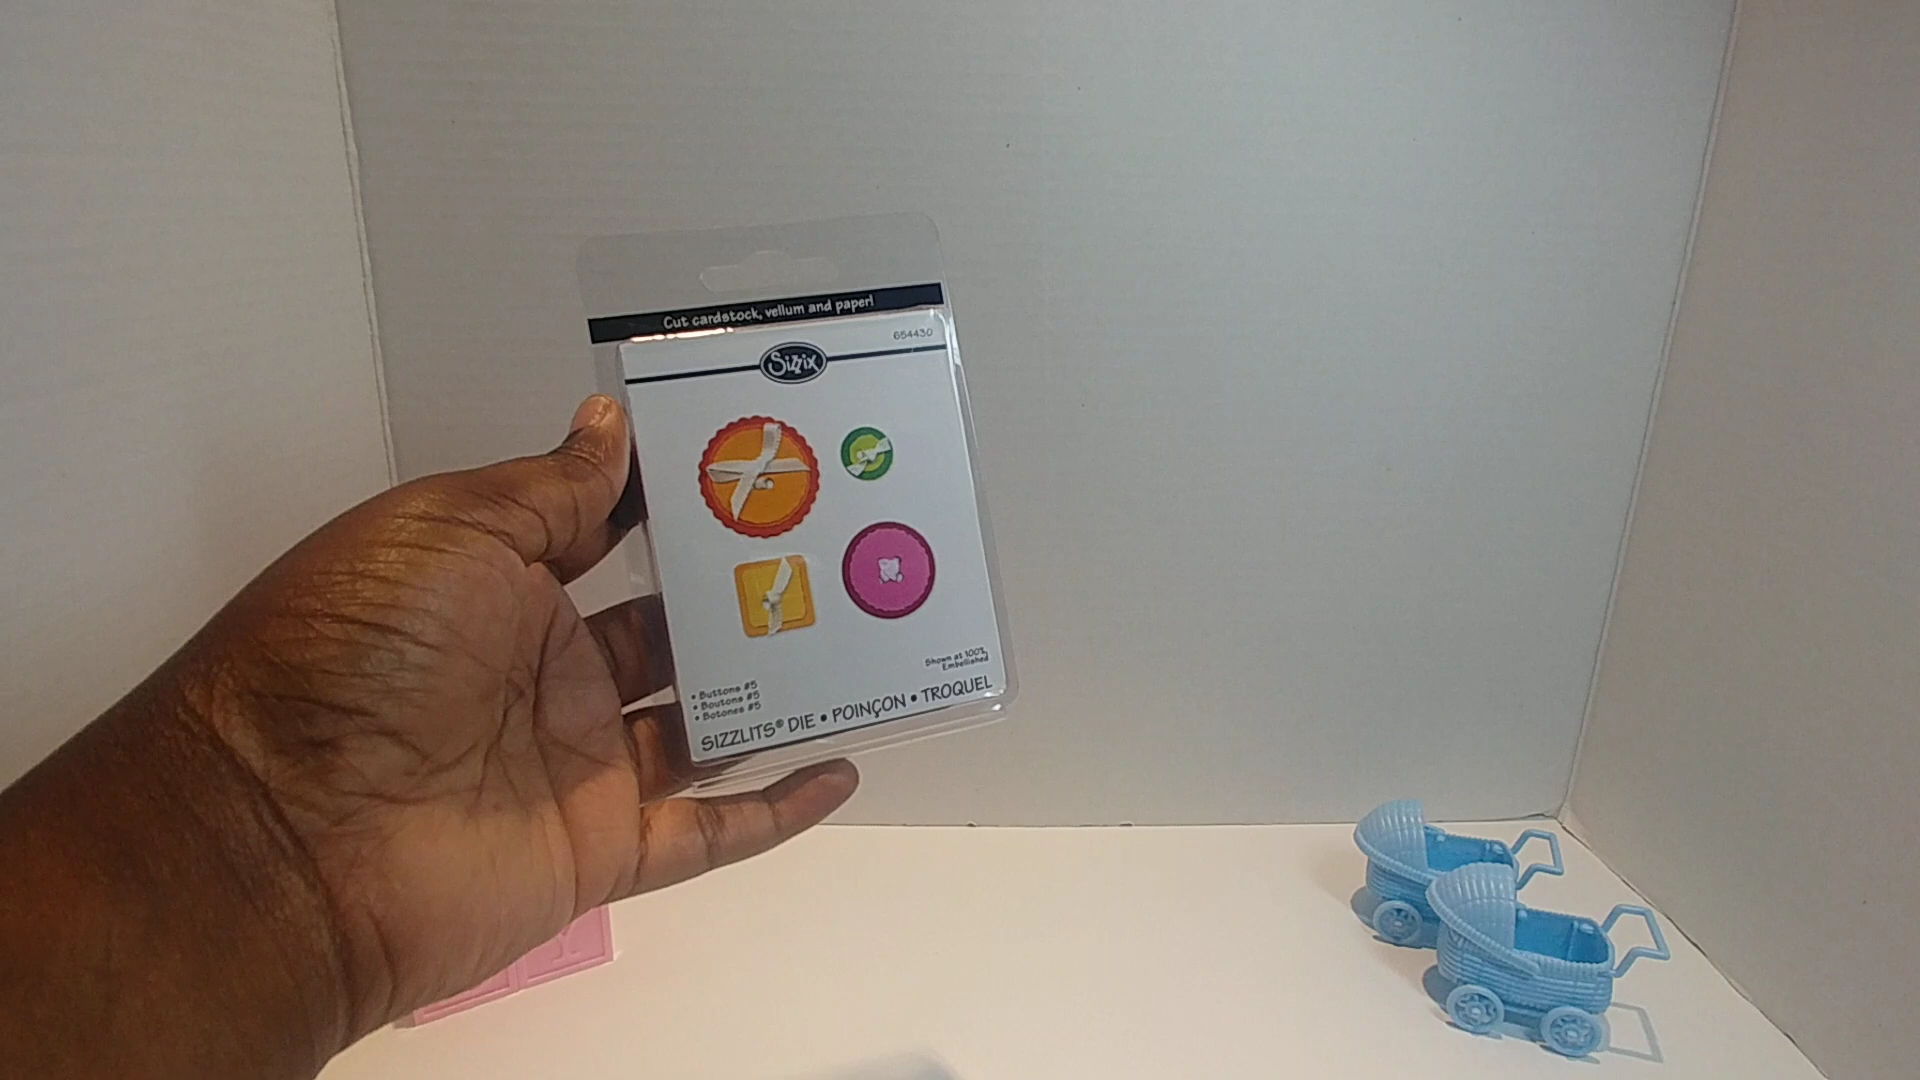 Cut cardstock, vellum and paper!
654430
Sizzix
Shown at 100%
Embellished
• Buttons #5
• Boutons #5
• Botones #5
SIZZLITS® DIE • POINÇON • TROQUEL